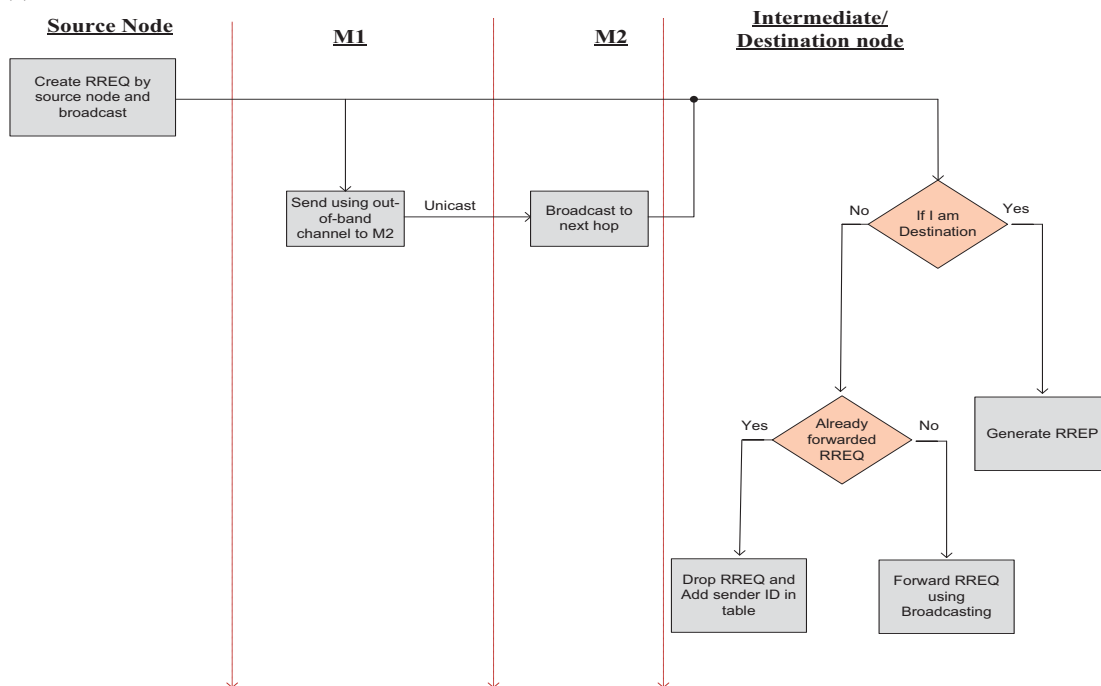 Source Node
M1
M2
Intermediate/
Destination node
Create RREQ by
source node and
broadcast
Send using out-
of-band
channel to M2
Unicast
Broadcast to
next hop
No
If I am
Destination
Yes
Yes
Already
forwarded
RREQ
No
Generate RREP
Drop RREQ and
Add sender ID in
table
Forward RREQ
using
Broadcasting